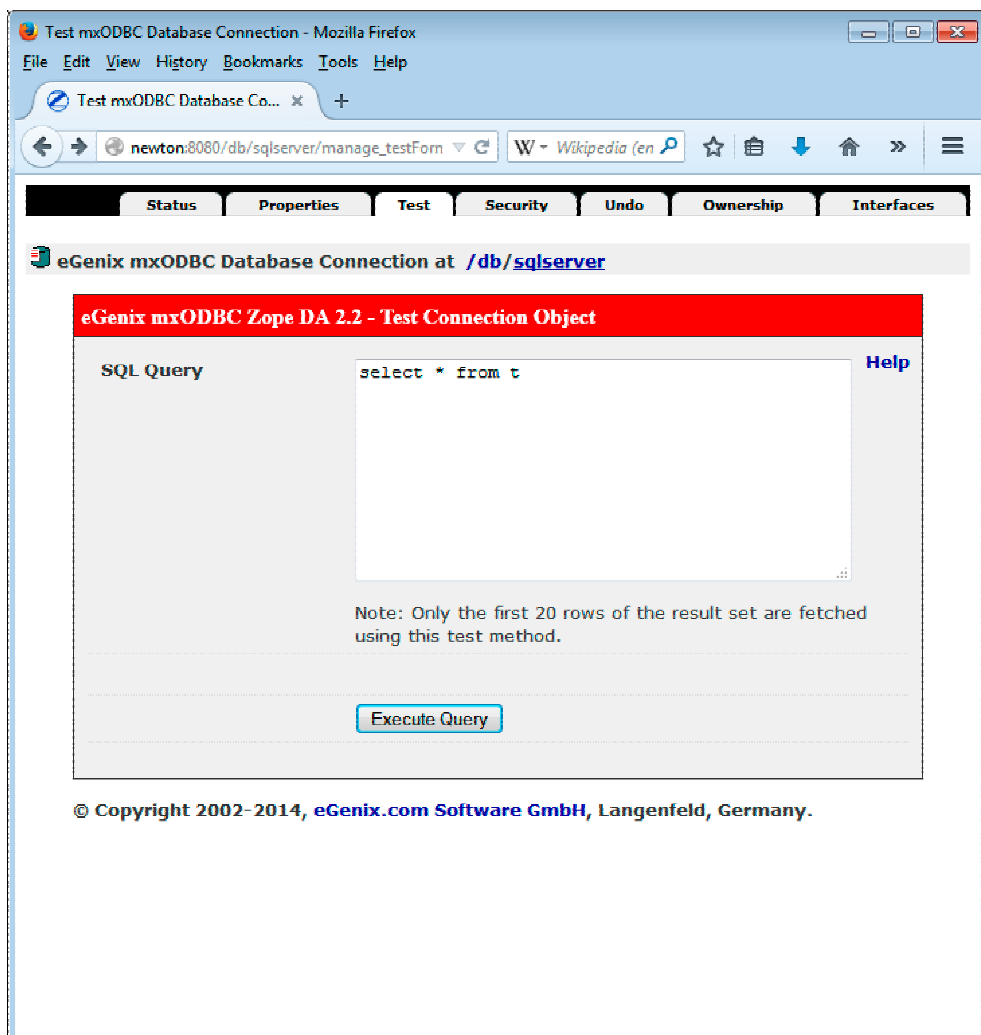 Test mxODBC Database Connection - Mozilla Firefox
File Edit View History Bookmarks Tools Help
Test mxODBC Database Co... × +
newton:8080/db/sqlserver/manage_testForn W Wikipedia (en
Status Properties Test Security Undo Ownership Interfaces
eGenix mxODBC Database Connection at /db/sqlserver
eGenix mxODBC Zope DA 2.2 - Test Connection Object
SQL Query
select * from t
Help
Note: Only the first 20 rows of the result set are fetched
using this test method.
Execute Query
© Copyright 2002-2014, eGenix.com Software GmbH, Langenfeld, Germany.